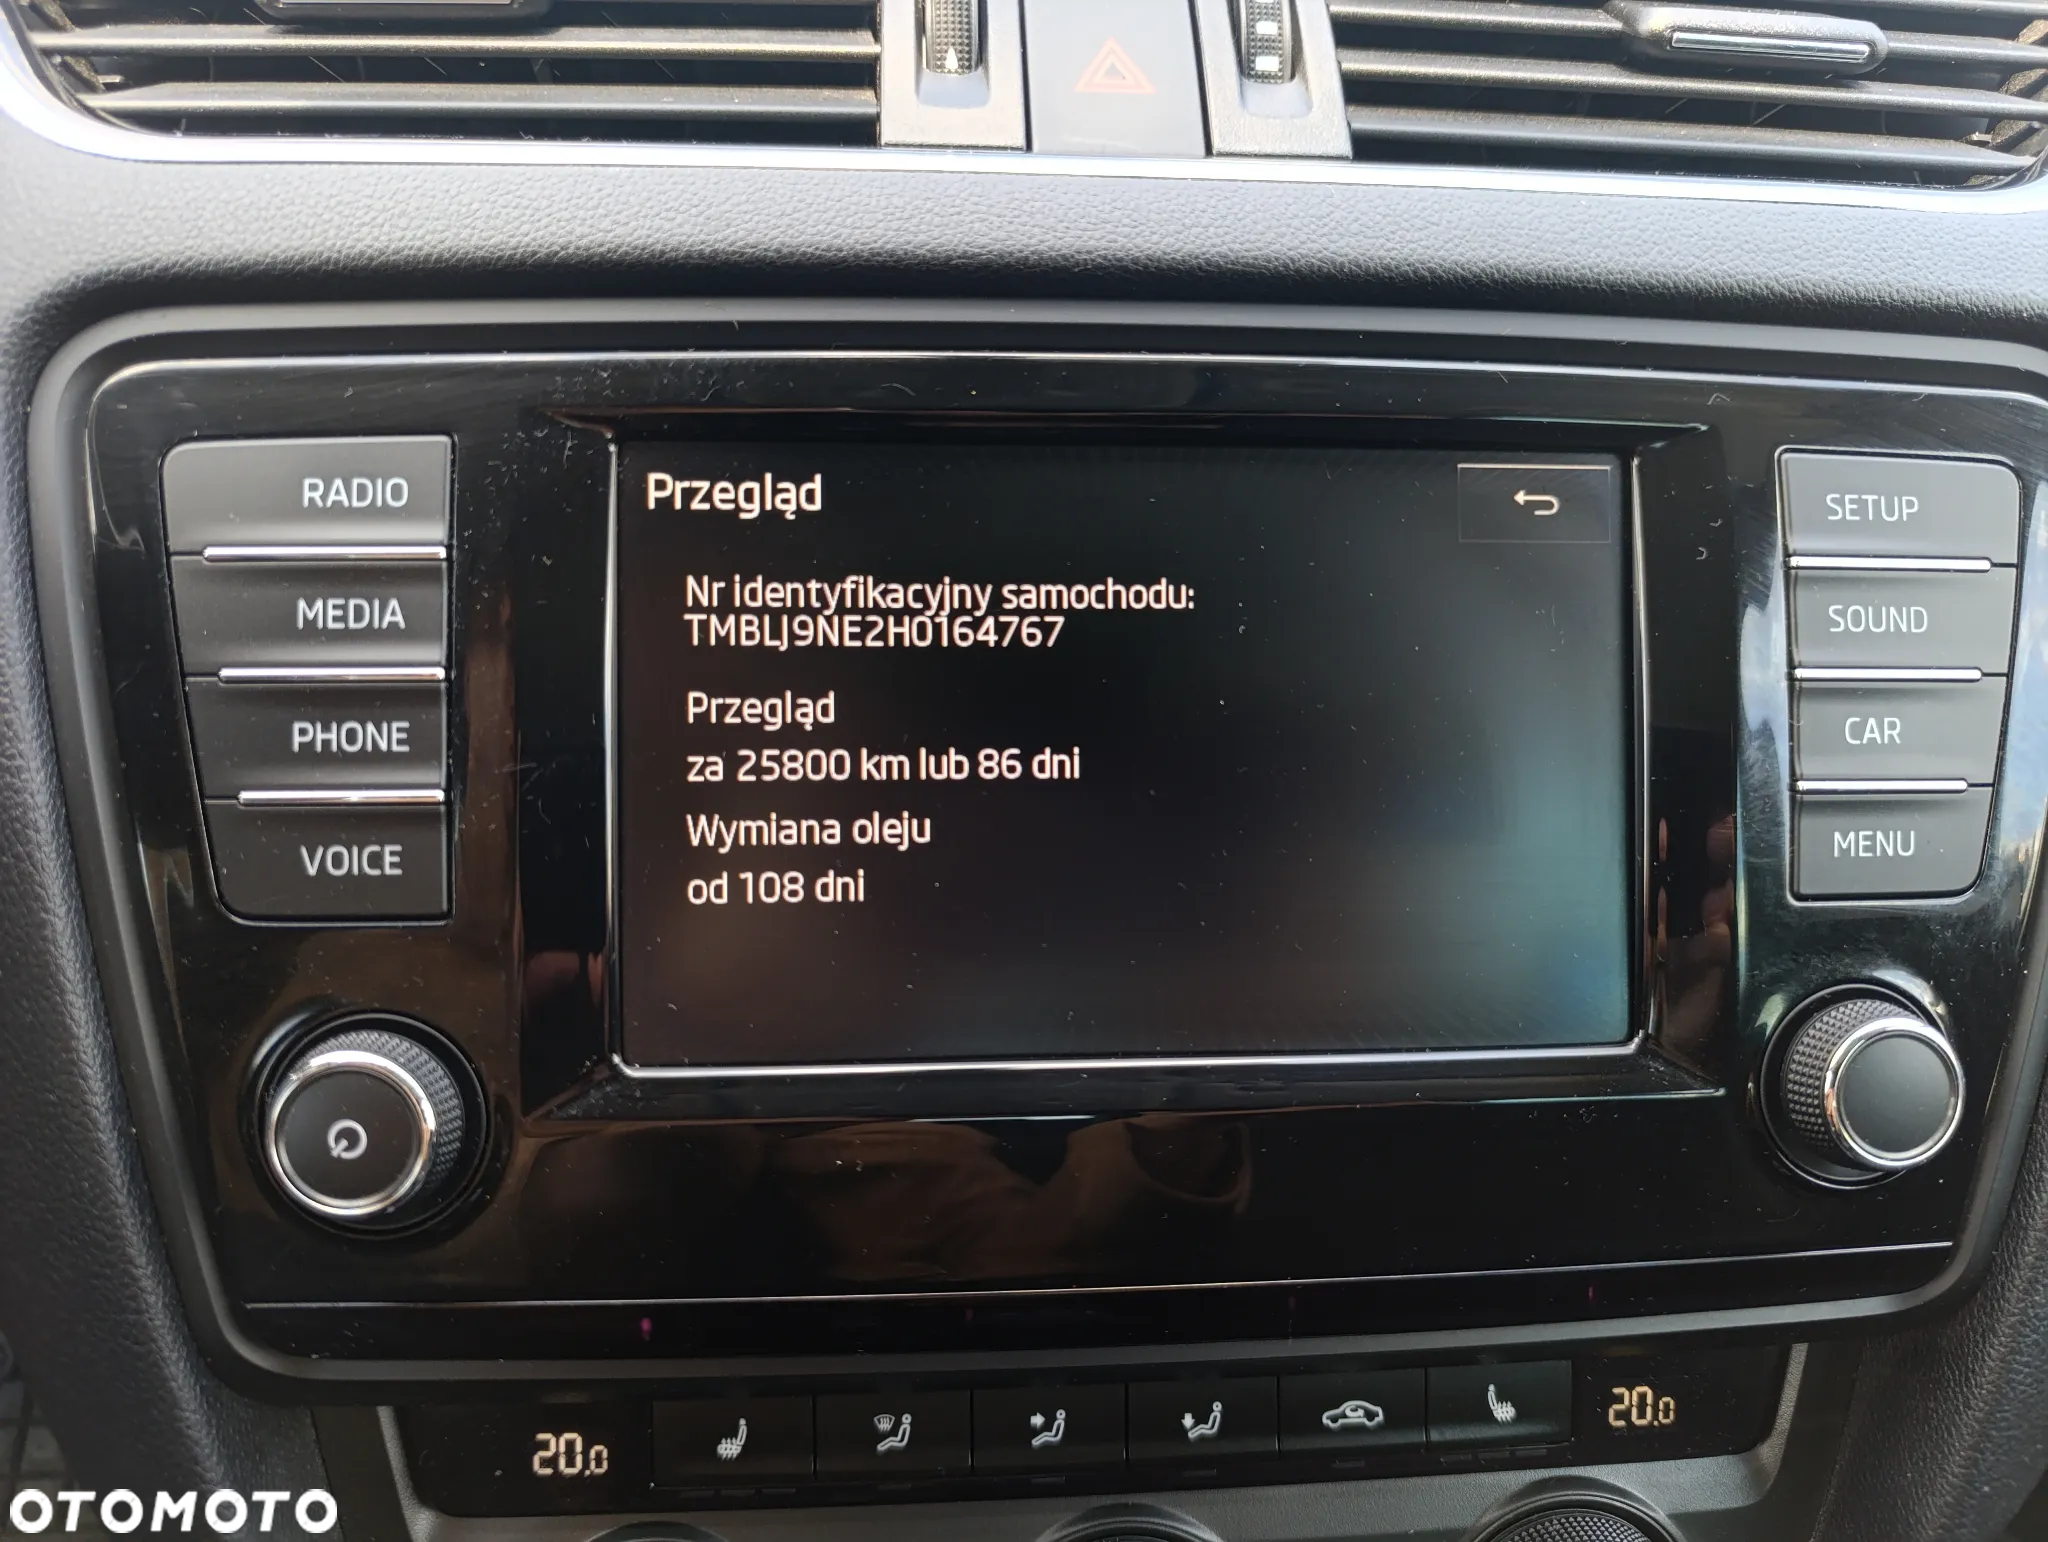 RADIO
MEDIA
PHONE
VOICE
Przegląd
Nr identyfikacyjny samochodu:
TMBLJ9NE2H0164767
Przegląd
za 25800 km lub 86 dni
Wymiana oleju
od 108 dni
SETUP
SOUND
CAR
MENU
20.0
20.0
OTOMOTO